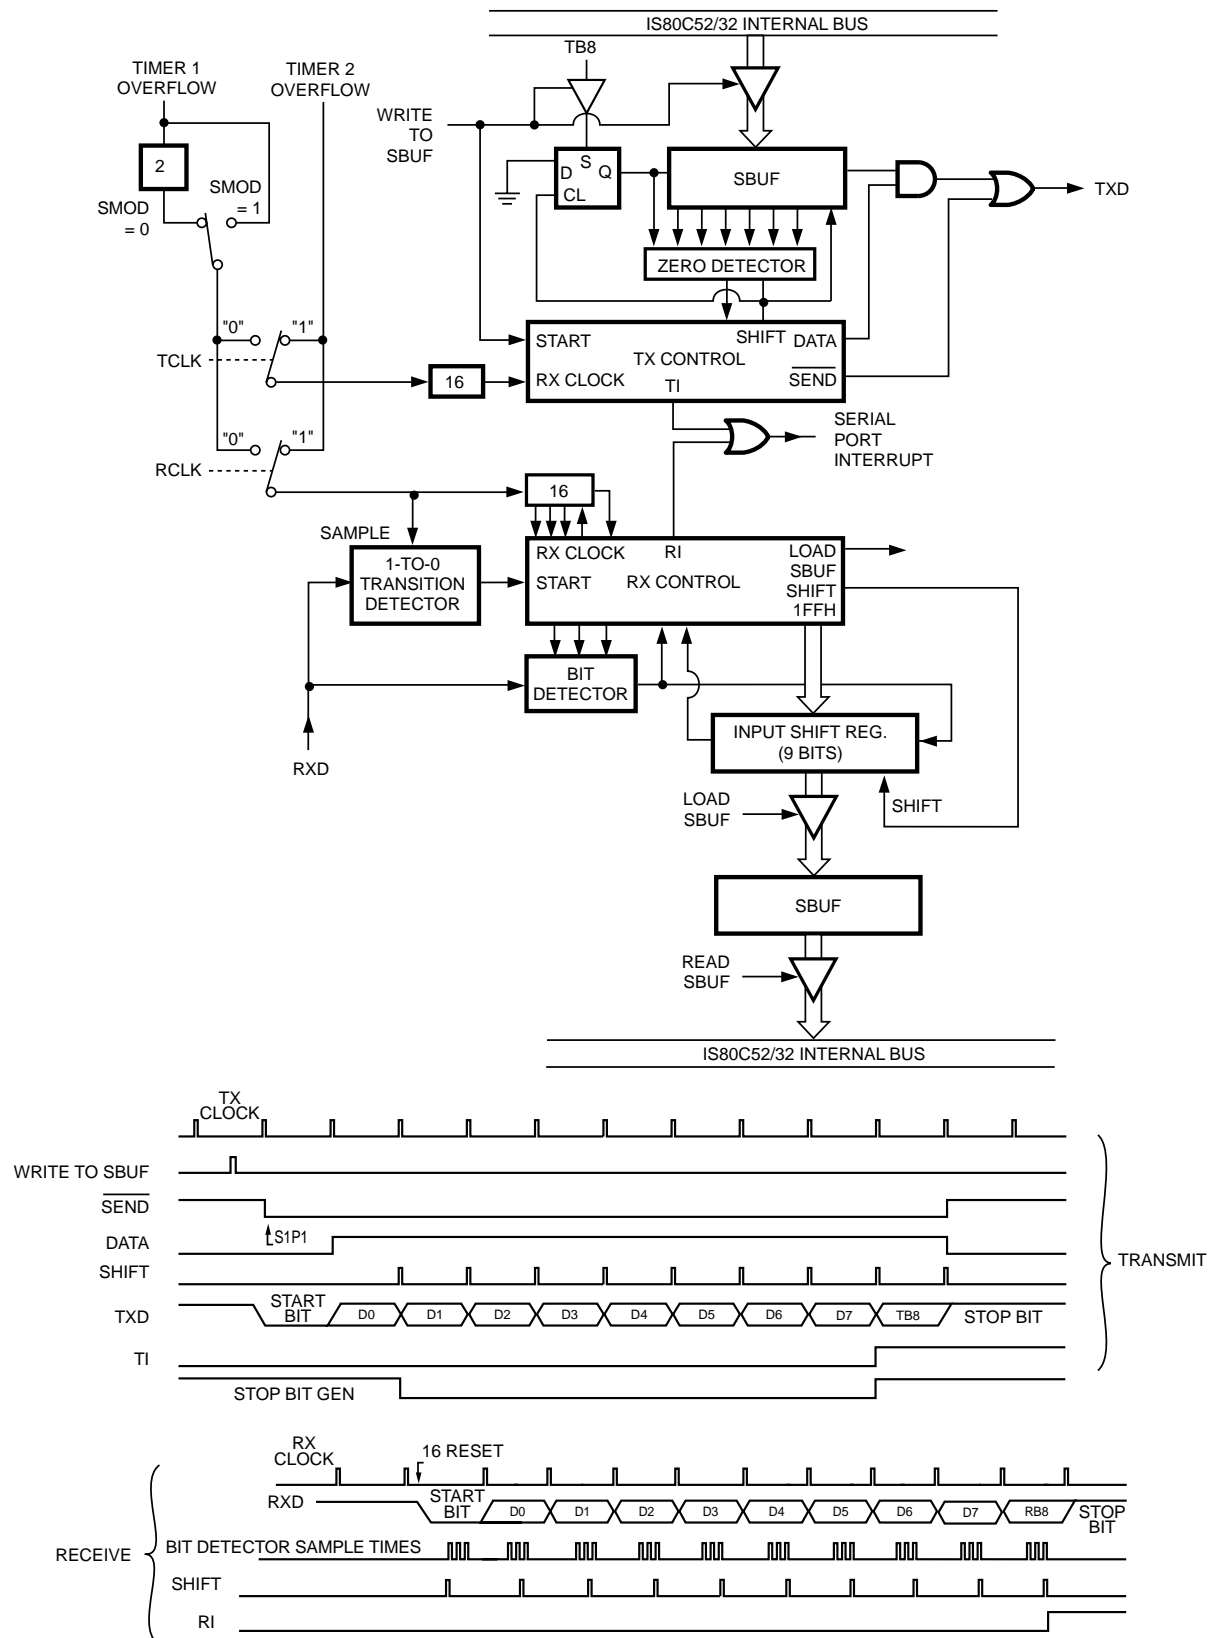 IS80C52/32 INTERNAL BUS
TB8
TIMER 1
OVERFLOW
TIMER 2
OVERFLOW
WRITE
TO
SBUF
2
SMOD
= 1
SMOD
= 0
D
S
Q
CL
SBUF
TXD
ZERO DETECTOR
"0"
"1"
TCLK
START
SHIFT
DATA
TX CONTROL
RX CLOCK
TI
SEND
16
SERIAL
PORT
INTERRUPT
"0"
"1"
RCLK
16
SAMPLE
1-TO-0
TRANSITION
DETECTOR
RX CLOCK
RI
LOAD
SBUF
START
RX CONTROL
SHIFT
1FFH
BIT
DETECTOR
RXD
INPUT SHIFT REG.
(9 BITS)
LOAD
SBUF
SHIFT
SBUF
READ
SBUF
IS80C52/32 INTERNAL BUS
TX
CLOCK
WRITE TO SBUF
SEND
S1P1
DATA
TRANSMIT
SHIFT
TXD
START
BIT
D0
D1
D2
D3
D4
D5
D6
D7
TB8
STOP BIT
TI
STOP BIT GEN
RX
CLOCK
16 RESET
RXD
START
BIT
D0
D1
D2
D3
D4
D5
D6
D7
RB8
STOP
BIT
RECEIVE
BIT DETECTOR SAMPLE TIMES
SHIFT
RI